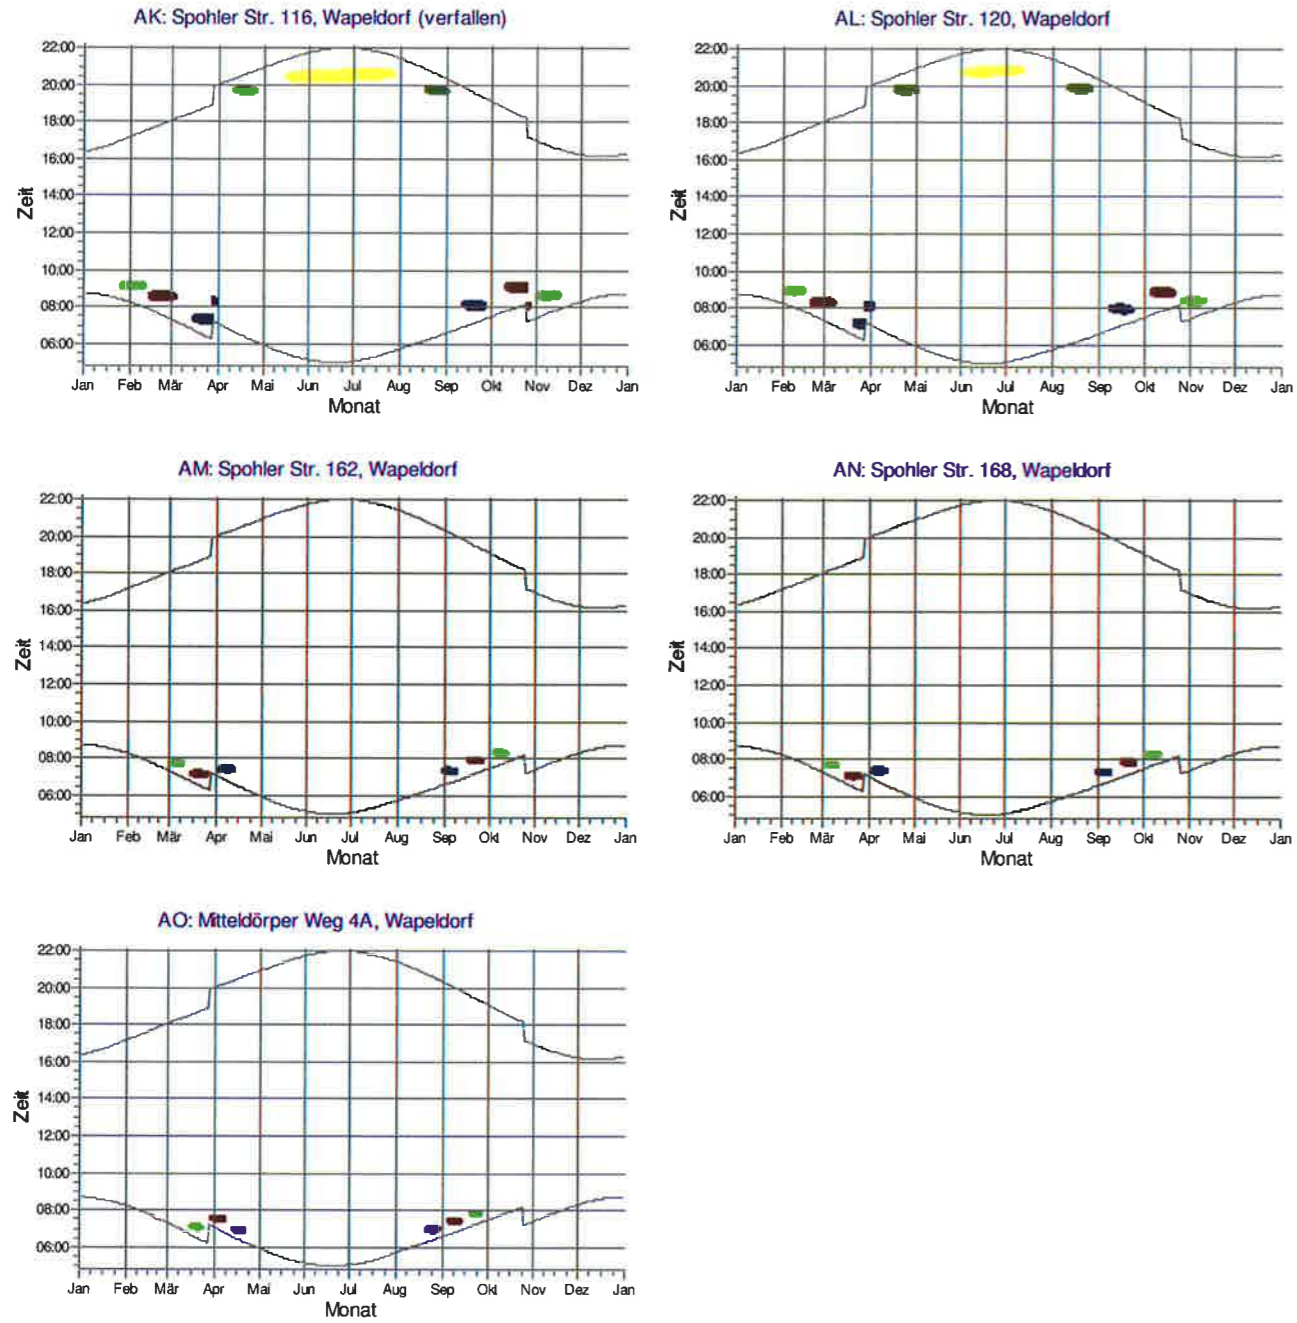 AK: Spohler Str. 116, Wapeldorf (verfallen)
22:00
20:00
18:00
16:00
14:00
12:00
10:00
08:00
06:00
Zeit
Jan Feb Mär Apr Mai Jun Jul Aug Sep Okt Nov Dez Jan
Monat
AL: Spohler Str. 120, Wapeldorf
22:00
20:00
18:00
16:00
14:00
12:00
10:00
08:00
06:00
Zeit
Jan Feb Mär Apr Mai Jun Jul Aug Sep Okt Nov Dez Jan
Monat
AM: Spohler Str. 162, Wapeldorf
22:00
20:00
18:00
16:00
14:00
12:00
10:00
08:00
06:00
Zeit
Jan Feb Mär Apr Mai Jun Jul Aug Sep Okt Nov Dez Jan
Monat
AN: Spohler Str. 168, Wapeldorf
22:00
20:00
18:00
16:00
14:00
12:00
10:00
08:00
06:00
Zeit
Jan Feb Mär Apr Mai Jun Jul Aug Sep Okt Nov Dez Jan
Monat
AO: Mitteldörper Weg 4A, Wapeldorf
22:00
20:00
18:00
16:00
14:00
12:00
10:00
08:00
06:00
Zeit
Jan Feb Mär Apr Mai Jun Jul Aug Sep Okt Nov Dez Jan
Monat